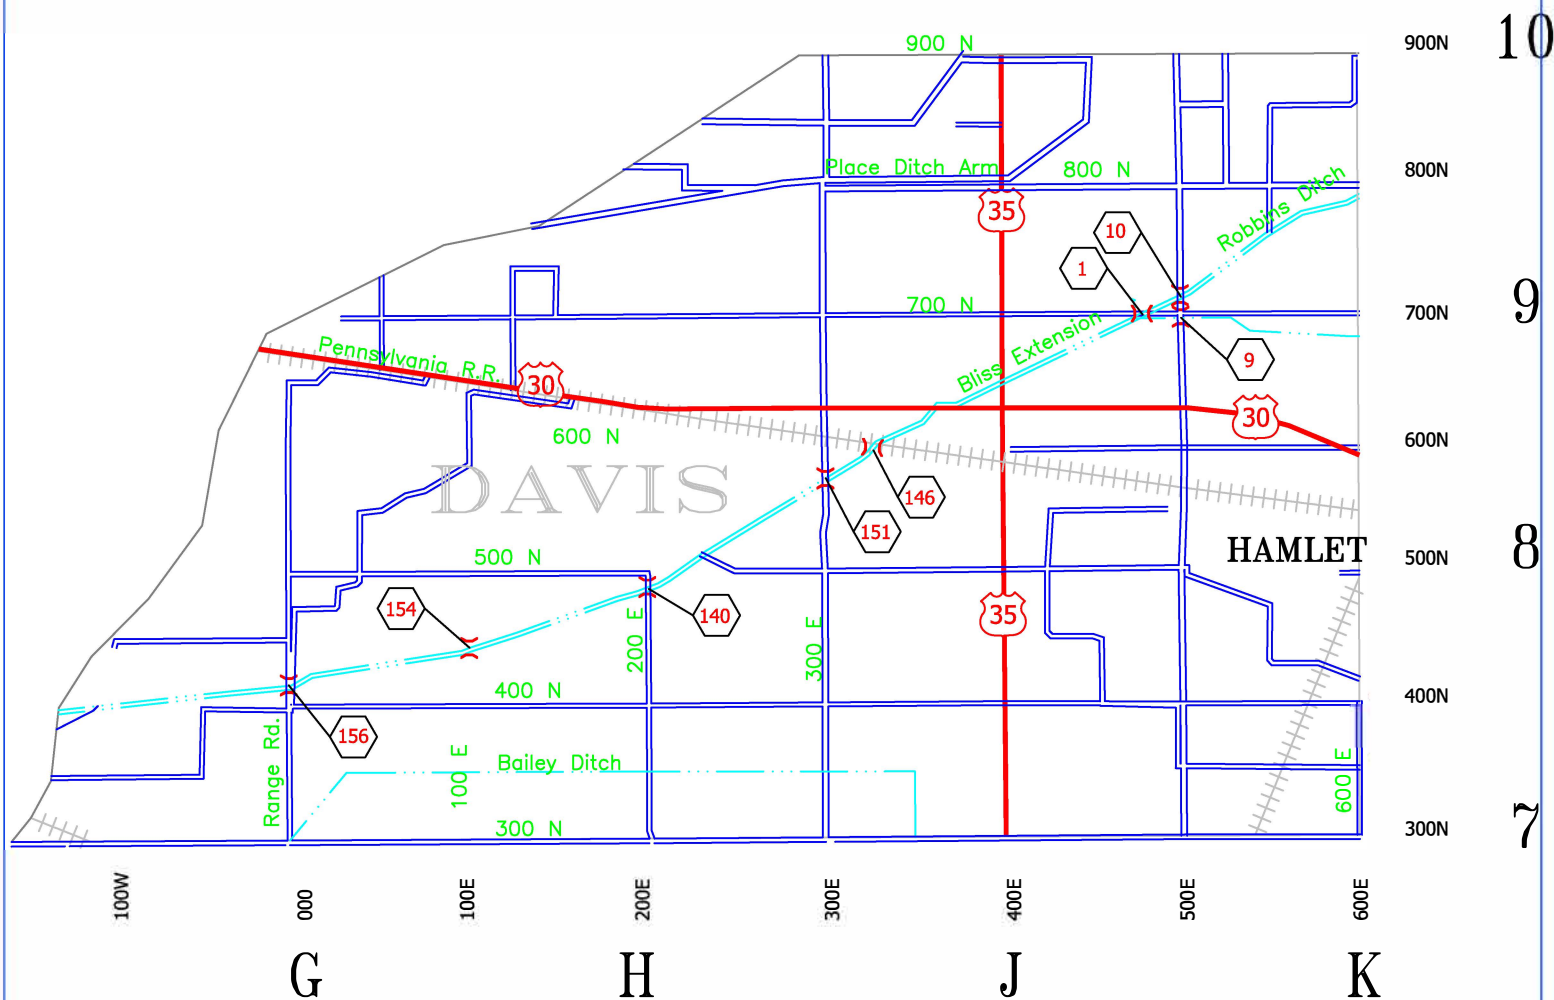 900 N
900N
10
Place Ditch Arm
800 N
800N
Robbins Ditch
35
10
1
700 N
700N
9
Bliss Extension
Pennsylvania R.R.
9
30
30
600 N
600N
DAVIS
146
151
HAMLET
500 N
500N
8
154
140
35
200 E
300 E
400 N
400N
156
Range Rd.
100 E
Bailey Ditch
600 E
300 N
300N
7
100W
000
100E
200E
300E
400E
500E
600E
G
H
J
K